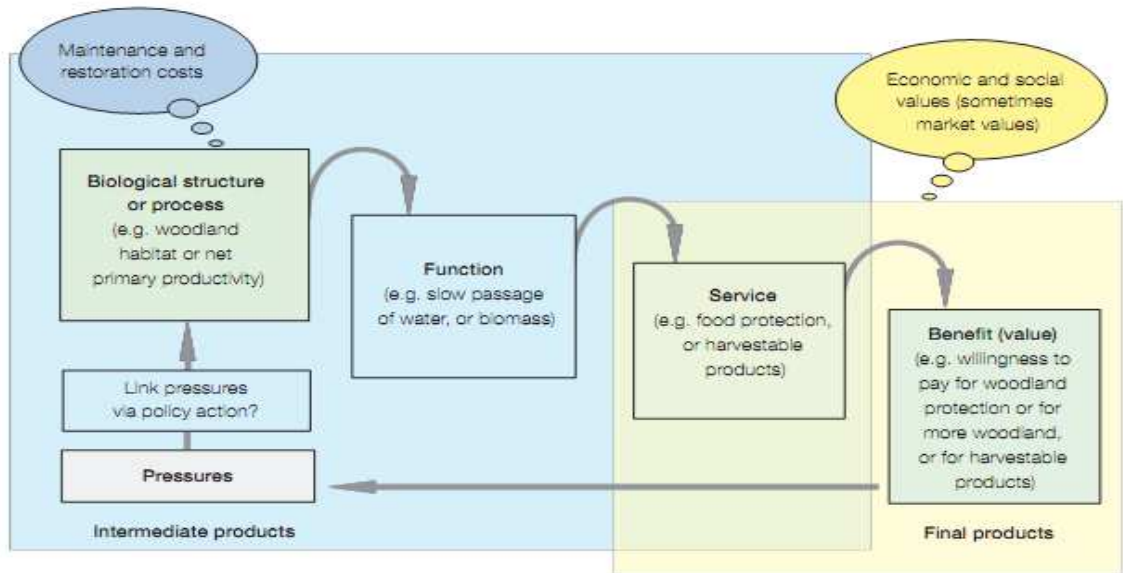 Maintenance and
restoration costs
Economic and social
values (sometimes
market values)
Biological structure
or process
(e.g. woodland
habitat or net
primary productivity)
Function
(e.g. slow passage
of water, or biomass)
Service
(e.g. food protection,
or harvestable
products)
Benefit (value)
(e.g. willingness to
pay for woodland
protection or for
more woodland,
or for harvestable
products)
Link pressures
via policy action?
Pressures
Intermediate products
Final products